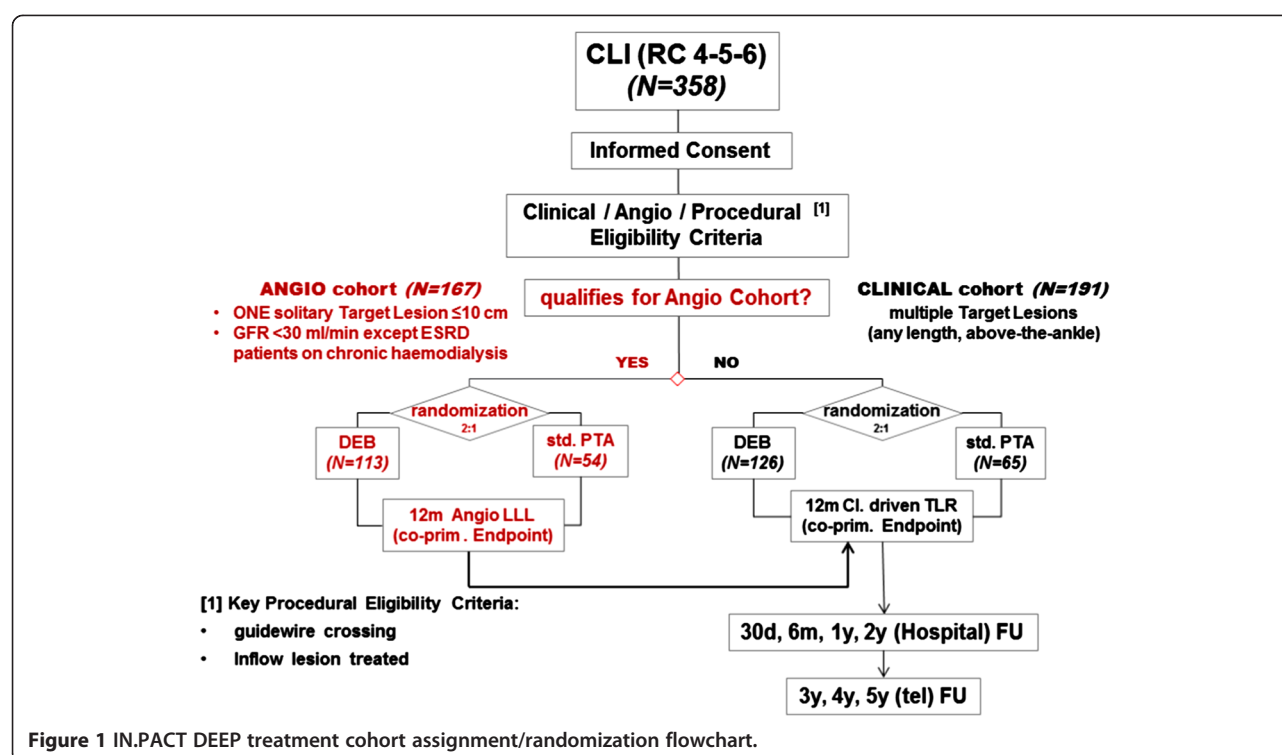 CLI (RC 4-5-6)
(N=358)
Informed Consent
Clinical / Angio / Procedural [1]
Eligibility Criteria
ANGIO cohort (N=167)
• ONE solitary Target Lesion ≤10 cm
• GFR <30 ml/min except ESRD
patients on chronic haemodialysis
qualifies for Angio Cohort?
CLINICAL cohort (N=191)
multiple Target Lesions
(any length, above-the-ankle)
YES
NO
randomization
2:1
DEB
(N=113)
std. PTA
(N=54)
12m Angio LLL
(co-prim. Endpoint)
randomization
2:1
DEB
(N=126)
std. PTA
(N=65)
12m Cl. driven TLR
(co-prim. Endpoint)
[1] Key Procedural Eligibility Criteria:
• guidewire crossing
• Inflow lesion treated
30d, 6m, 1y, 2y (Hospital) FU
3y, 4y, 5y (tel) FU
Figure 1 IN.PACT DEEP treatment cohort assignment/randomization flowchart.